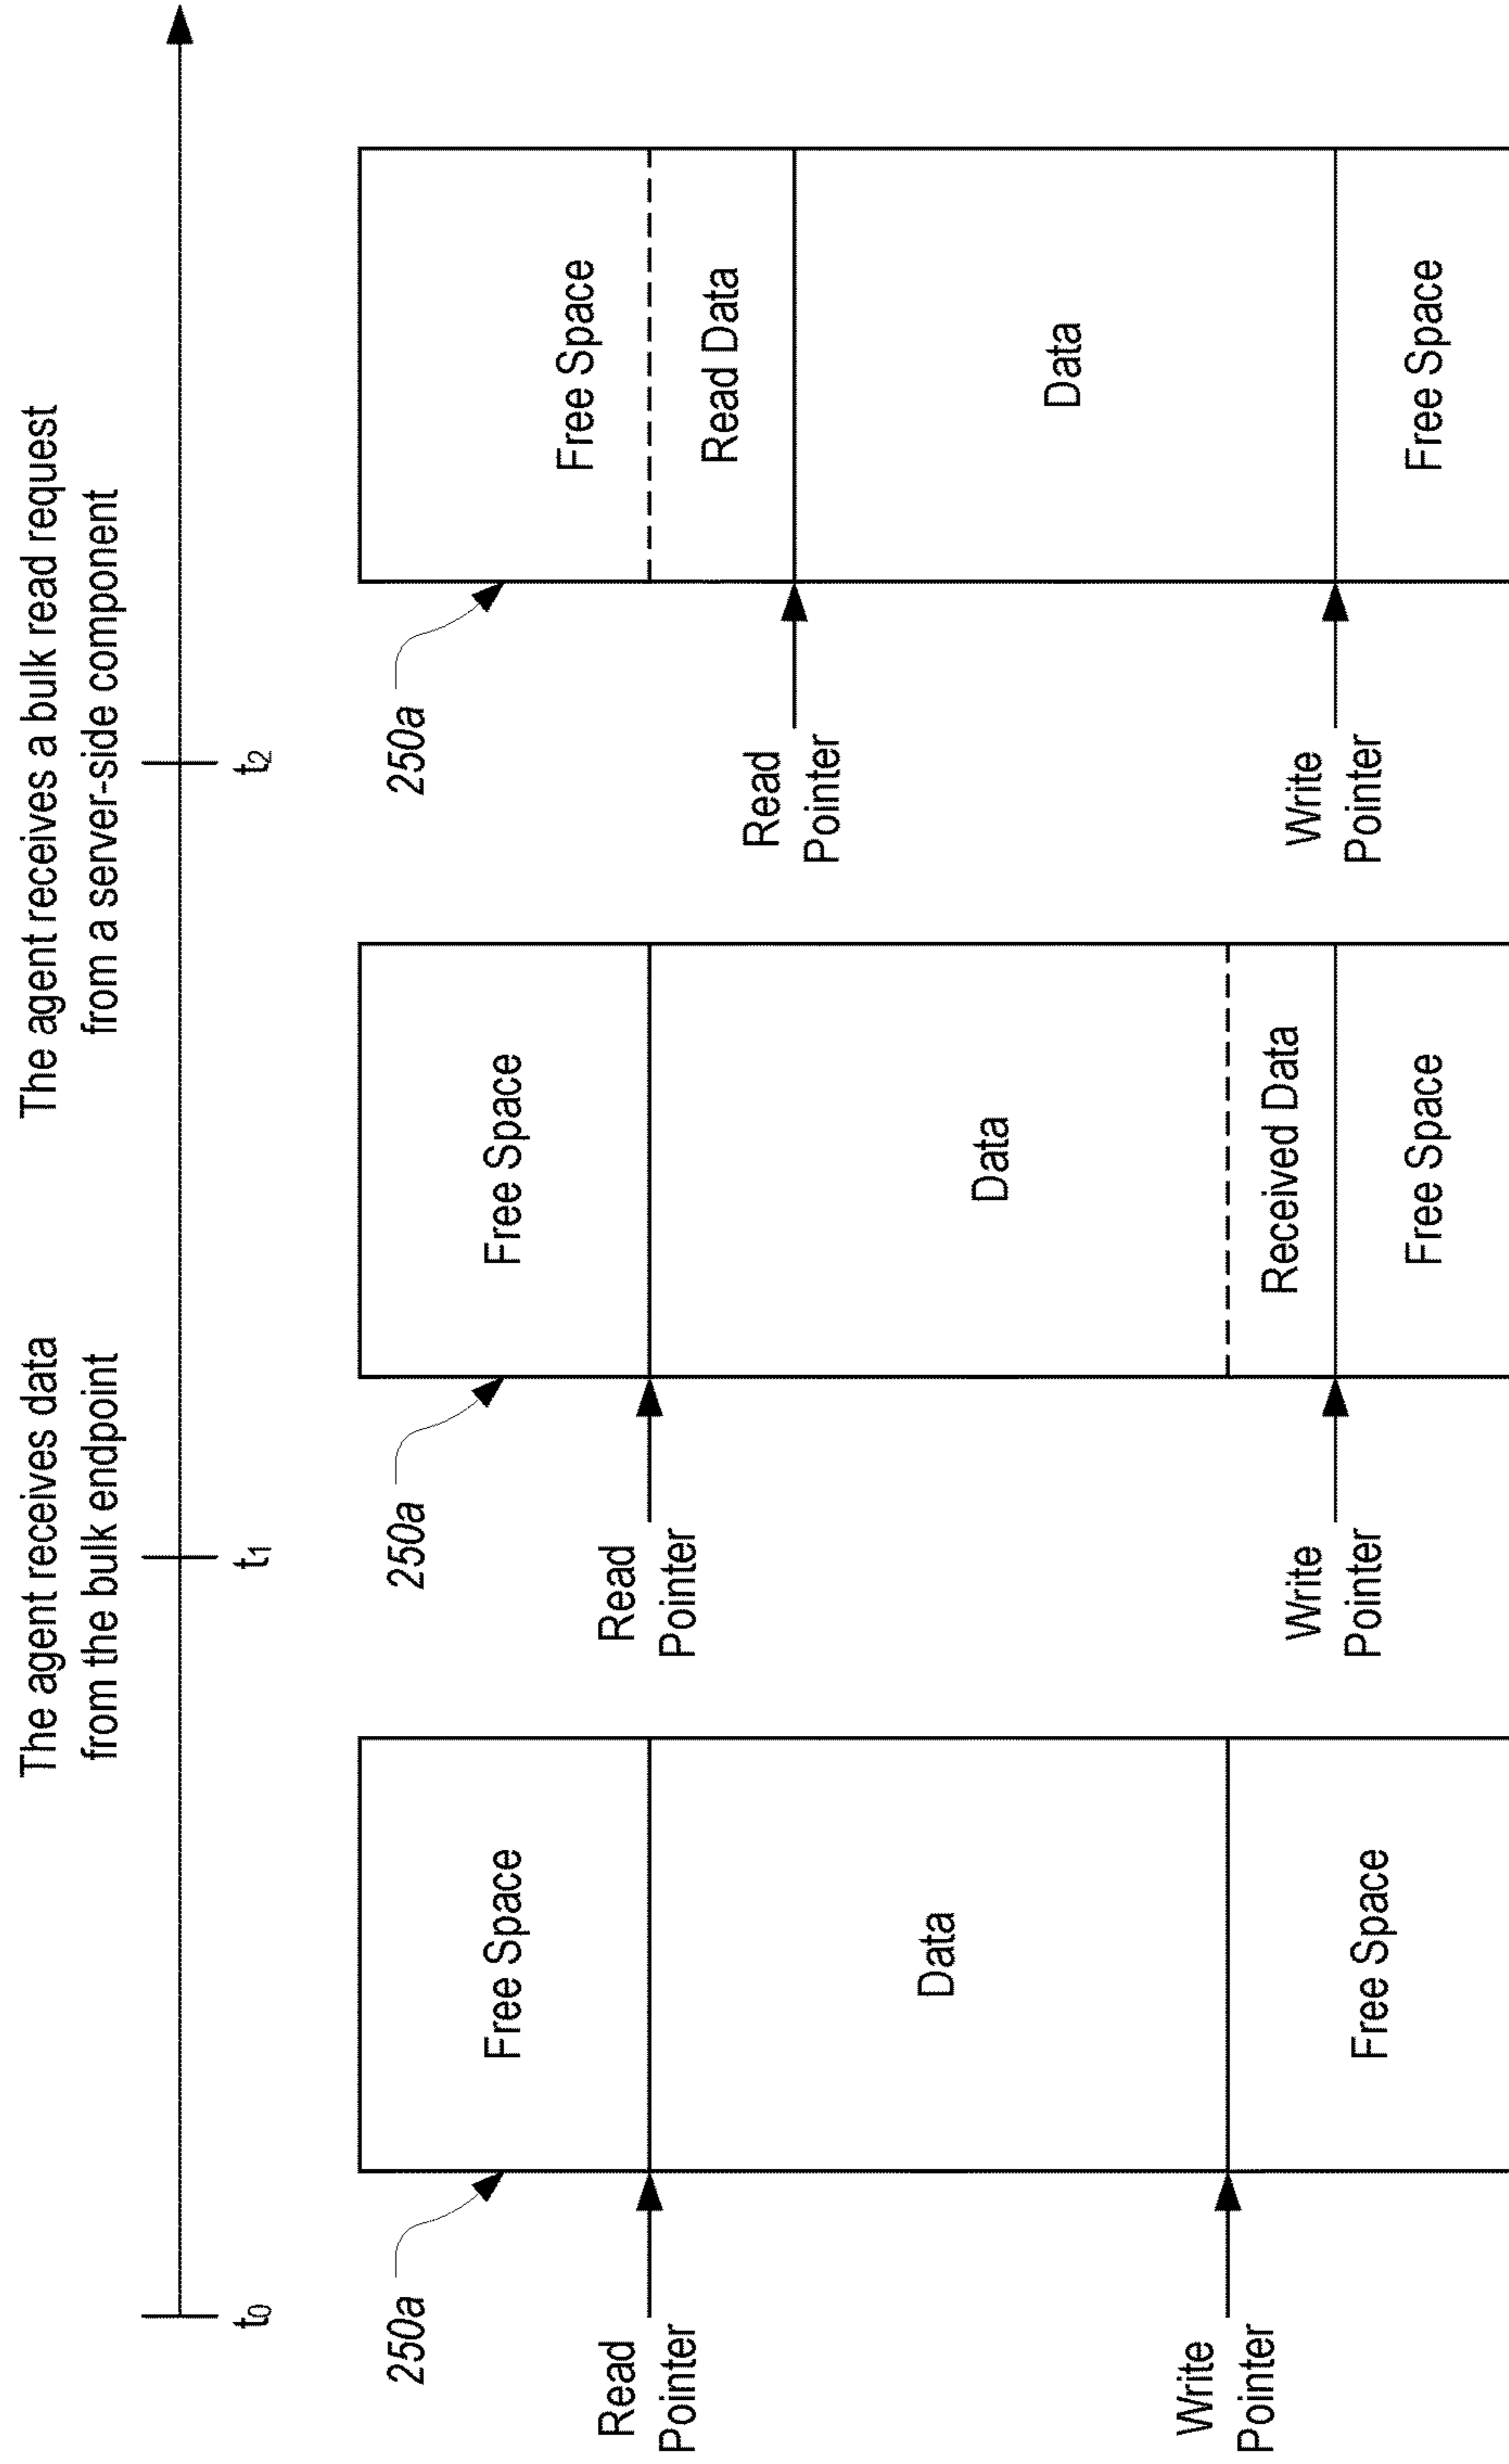 The agent receives data
from the bulk endpoint
The agent receives a bulk read request
from a server-side component
t0
t1
t2
250a
Read
Pointer
Write
Pointer
Free Space
Data
Free Space
250a
Read
Pointer
Write
Pointer
Free Space
Data
Received Data
Free Space
250a
Read
Pointer
Write
Pointer
Free Space
Read Data
Data
Free Space